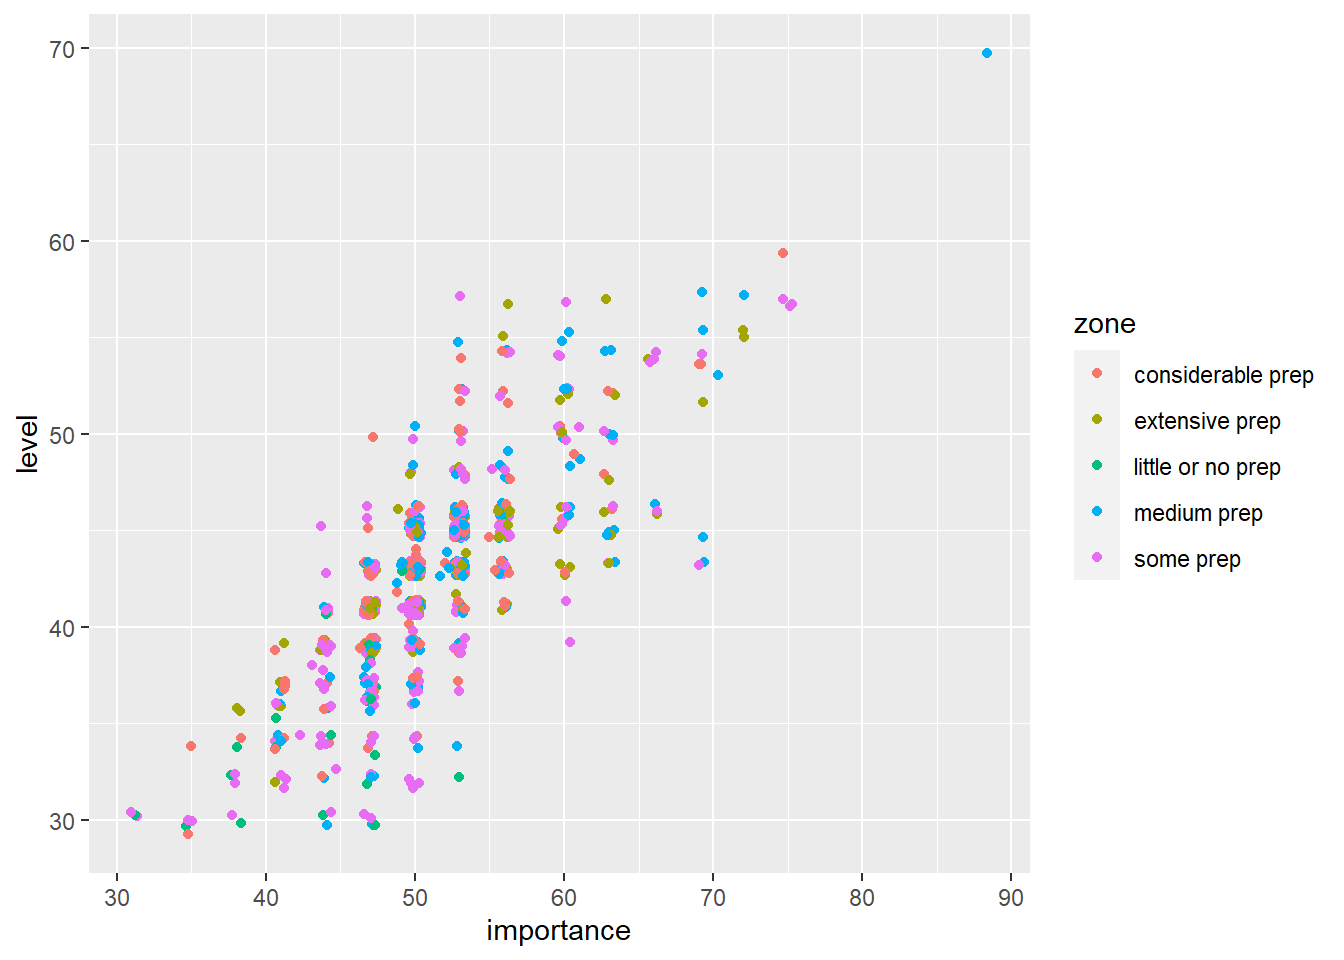 70
60
50
40
30
level
30 40 50 60 70 80 90
importance
zone
considerable prep
extensive prep
little or no prep
medium prep
some prep